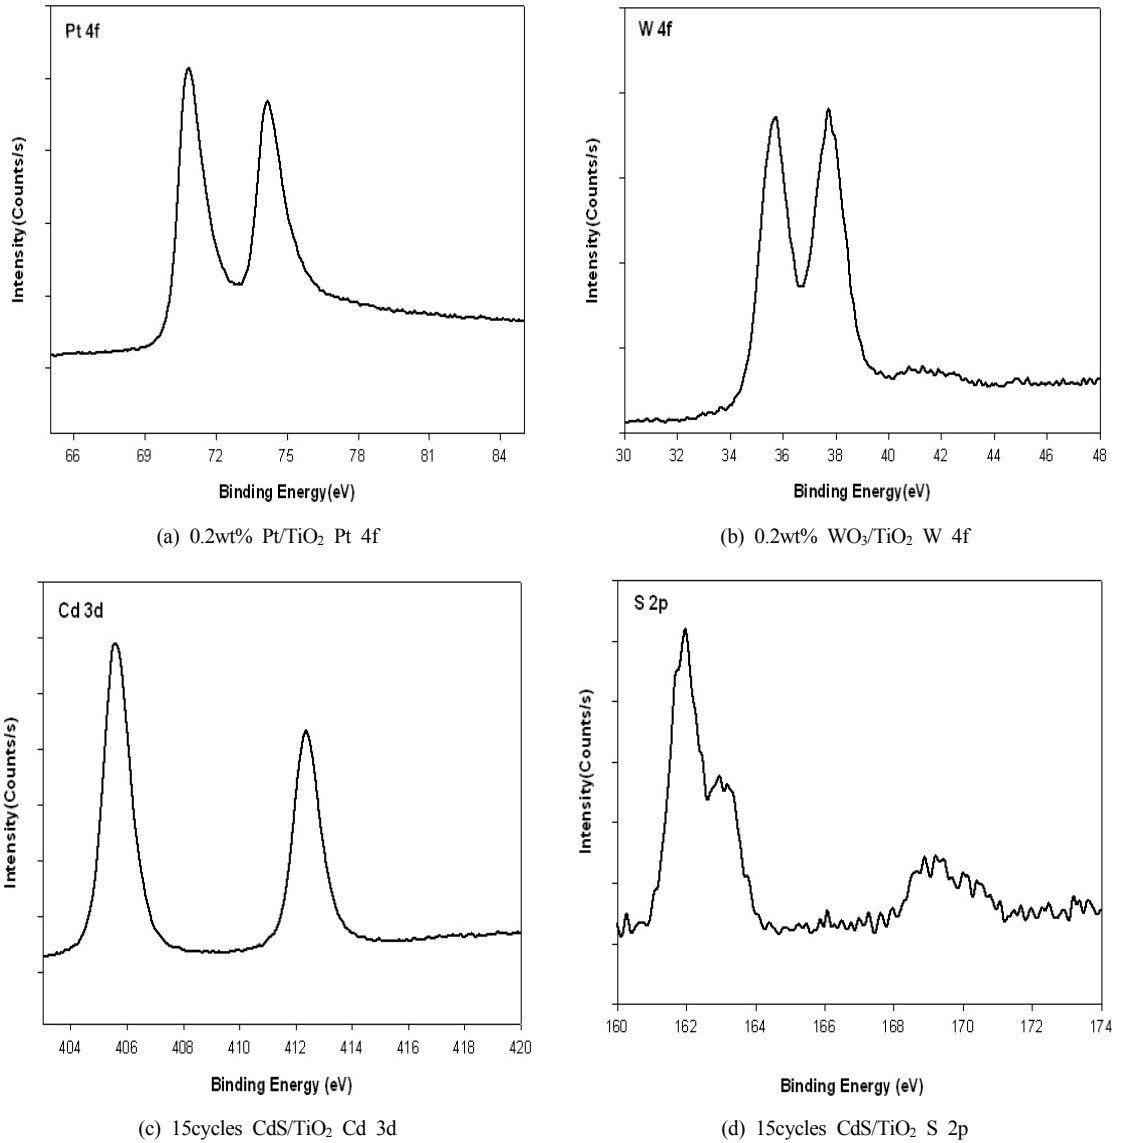 Pt 4f
Intensity(Counts/s)
66 69 72 75 78 81 84
Binding Energy(eV)
(a) 0.2wt% Pt/TiO₂ Pt 4f
W 4f
Intensity(Counts/s)
30 32 34 36 38 40 42 44 46 48
Binding Energy(eV)
(b) 0.2wt% WO₃/TiO₂ W 4f
Cd 3d
Intensity(Counts/s)
404 406 408 410 412 414 416 418 420
Binding Energy (eV)
(c) 15cycles CdS/TiO₂ Cd 3d
S 2p
Intensity(Counts/s)
160 162 164 166 168 170 172 174
Binding Energy (eV)
(d) 15cycles CdS/TiO₂ S 2p